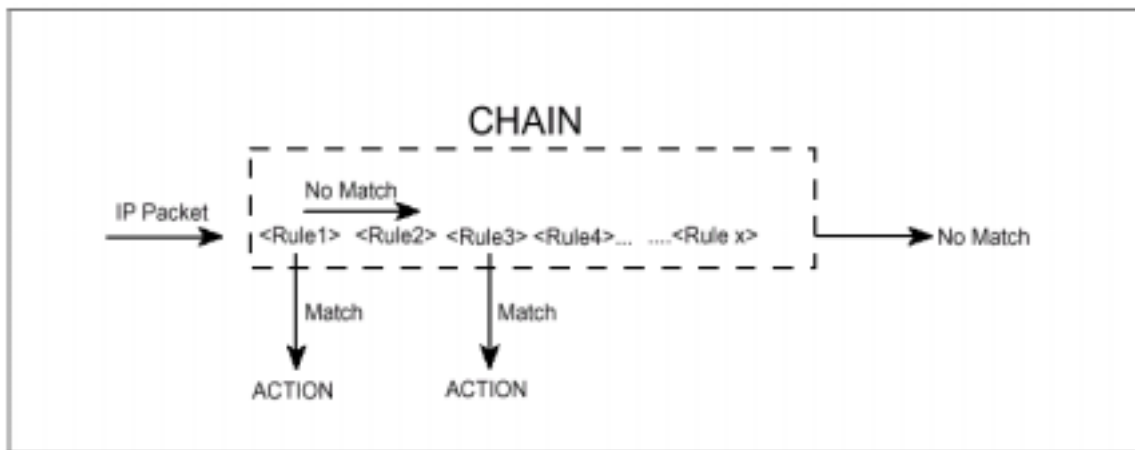 CHAIN
No Match
IP Packet
<Rule1> <Rule2> <Rule3> <Rule4>... ....<Rule x>
No Match
Match
Match
ACTION
ACTION